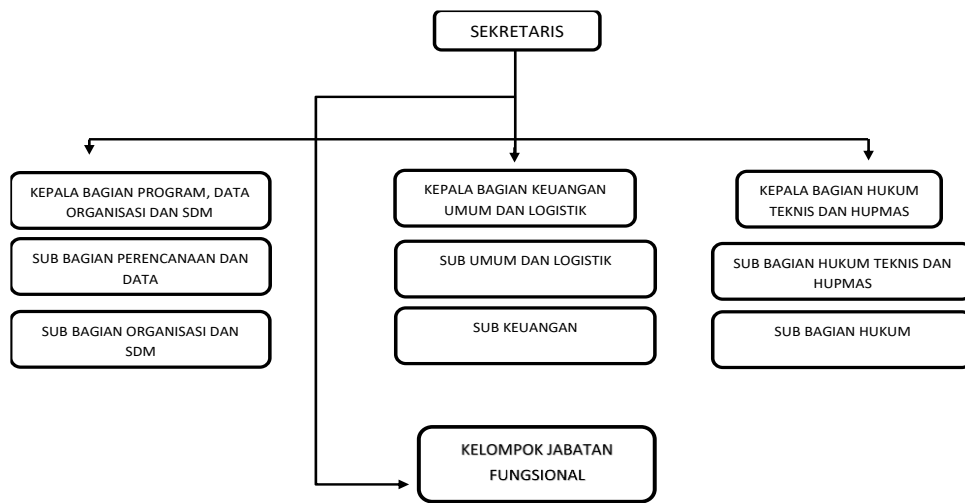 SEKRETARIS
KEPALA BAGIAN PROGRAM, DATA
ORGANISASI DAN SDM
KEPALA BAGIAN KEUANGAN
UMUM DAN LOGISTIK
KEPALA BAGIAN HUKUM
TEKNIS DAN HUPMAS
SUB BAGIAN PERENCANAAN DAN
DATA
SUB UMUM DAN LOGISTIK
SUB BAGIAN HUKUM TEKNIS DAN
HUPMAS
SUB BAGIAN ORGANISASI DAN
SDM
SUB KEUANGAN
SUB BAGIAN HUKUM
KELOMPOK JABATAN
FUNGSIONAL